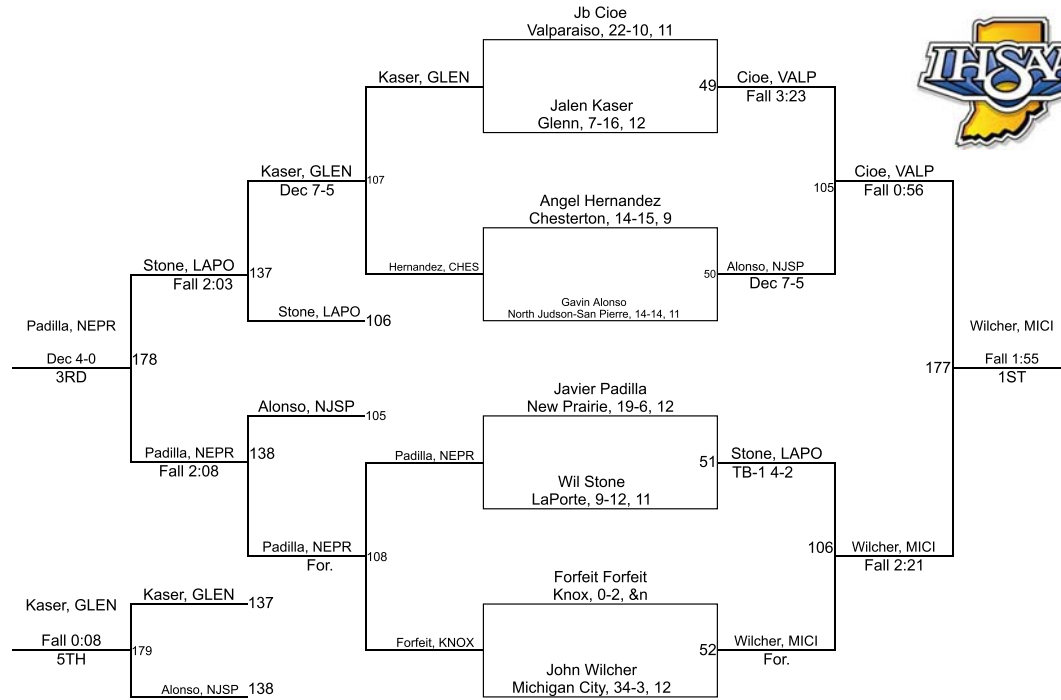 Jb Cioe
Valparaiso, 22-10, 11
IHSAA
Kaser, GLEN
49
Cioe, VALP
Fall 3:23
Jalen Kaser
Glenn, 7-16, 12
Kaser, GLEN
Dec 7-5
107
Cioe, VALP
Fall 0:56
105
Angel Hernandez
Chesterton, 14-15, 9
Stone, LAPO
Fall 2:03
137
Hernandez, CHES
50
Alonso, NJSP
Dec 7-5
Gavin Alonso
North Judson-San Pierre, 14-14, 11
Stone, LAPO
106
Padilla, NEPR
Dec 4-0
3RD
178
Wilcher, MICI
Fall 1:55
1ST
177
Javier Padilla
New Prairie, 19-6, 12
Alonso, NJSP
105
Padilla, NEPR
Fall 2:08
138
Padilla, NEPR
51
Stone, LAPO
TB-1 4-2
Wil Stone
LaPorte, 9-12, 11
Padilla, NEPR
For.
108
106
Wilcher, MICI
Fall 2:21
Forfeit Forfeit
Knox, 0-2, &n
Kaser, GLEN
137
Kaser, GLEN
Fall 0:08
5TH
179
Forfeit, KNOX
52
Wilcher, MICI
For.
John Wilcher
Michigan City, 34-3, 12
Alonso, NJSP
138